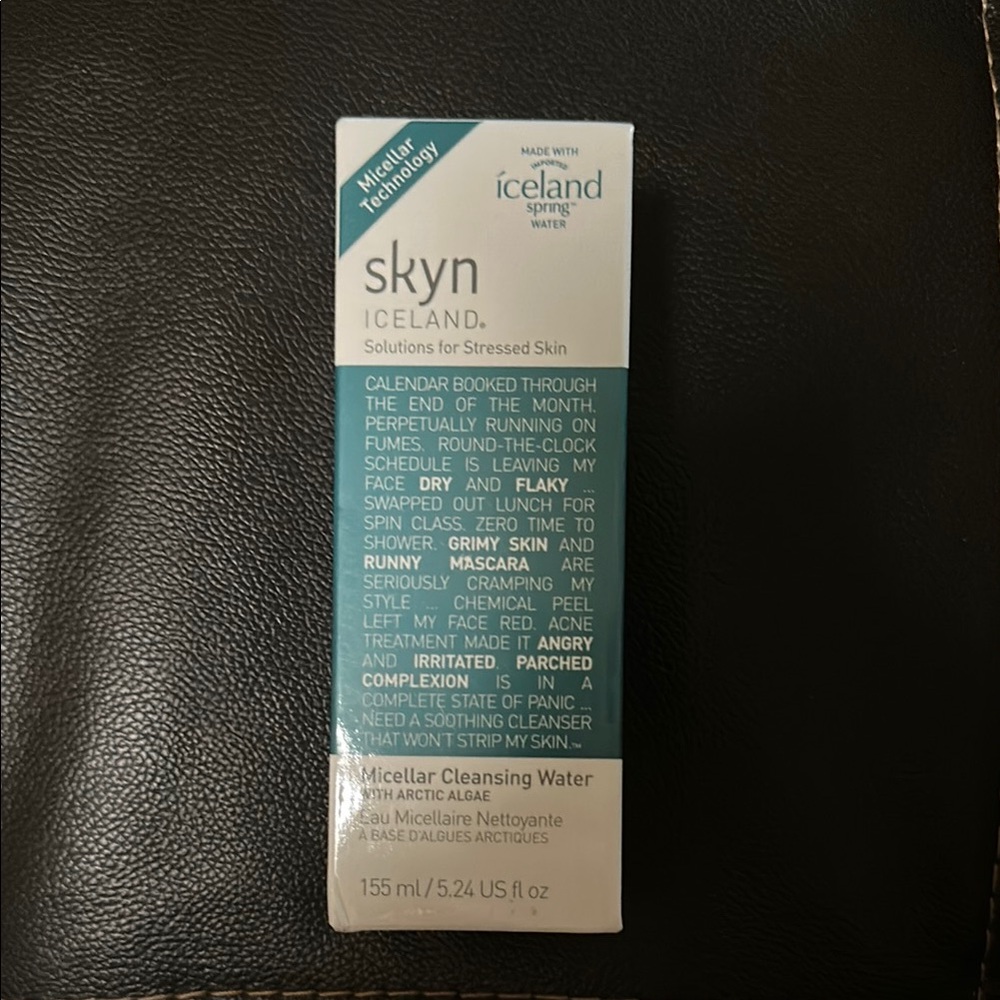 Micellar
Technology
MADE WITH
IMPORTED
iceland
spring™
WATER
skyn
ICELAND®
Solutions for Stressed Skin
CALENDAR BOOKED THROUGH
THE END OF THE MONTH.
PERPETUALLY RUNNING ON
FUMES. ROUND-THE-CLOCK
SCHEDULE IS LEAVING MY
FACE DRY AND FLAKY ...
SWAPPED OUT LUNCH FOR
SPIN CLASS. ZERO TIME TO
SHOWER. GRIMY SKIN AND
RUNNY MASCARA ARE
SERIOUSLY CRAMPING MY
STYLE ... CHEMICAL PEEL
LEFT MY FACE RED. ACNE
TREATMENT MADE IT ANGRY
AND IRRITATED. PARCHED
COMPLEXION IS IN A
COMPLETE STATE OF PANIC ...
NEED A SOOTHING CLEANSER
THAT WON'T STRIP MY SKIN.™
Micellar Cleansing Water
WITH ARCTIC ALGAE
Eau Micellaire Nettoyante
À BASE D'ALGUES ARCTIQUES
155 ml / 5.24 US fl oz